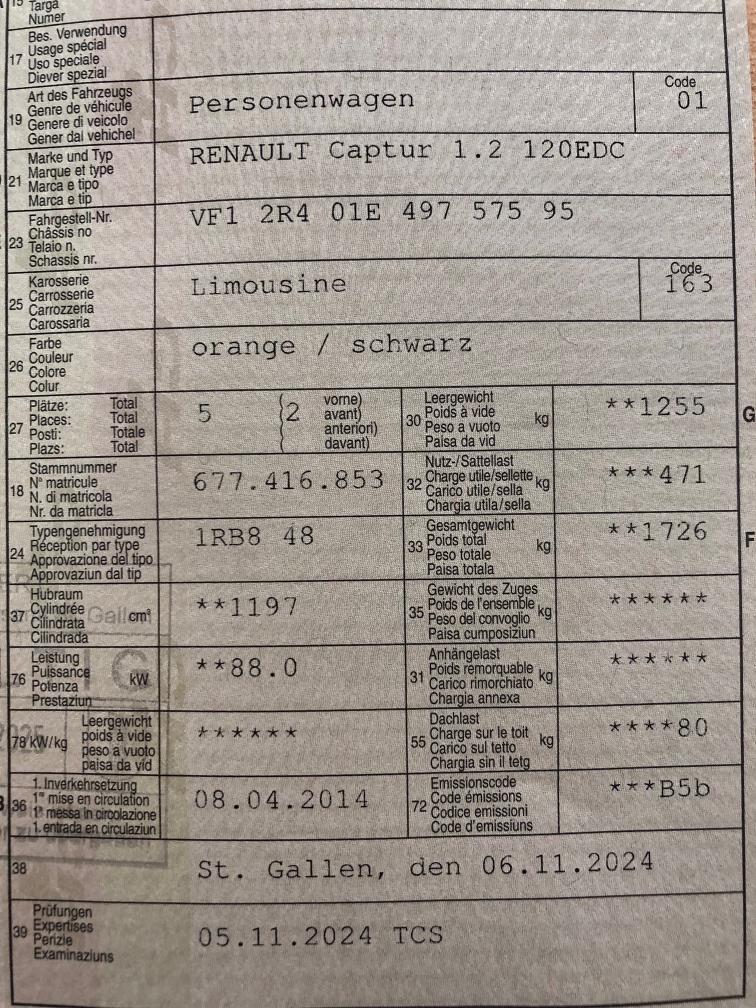 15 Targa
Numer
Bes. Verwendung
Usage spécial
17 Uso speciale
Diever spezial
Art des Fahrzeugs
Genre de véhicule
19 Genere di veicolo
Gener dal vehichel
Personenwagen
Code
01
Marke und Typ
Marque et type
21 Marca e tipo
Marca e tip
RENAULT Captur 1.2 120EDC
Fahrgestell-Nr.
Châssis no
23 Telaio n.
Schassis nr.
VF1 2R4 01E 497 575 95
Karosserie
Carrosserie
25 Carrozzeria
Carossaria
Limousine
Code
163
Farbe
Couleur
26 Colore
Colur
orange / schwarz
Plätze: Total
Places: Total
27 Posti: Totale
Plazs: Total
5 (2 vorne)
avant)
anteriori)
davant)
Leergewicht
30 Poids à vide kg
Peso a vuoto
Paisa da vid
**1255
G
Stammnummer
18 N° matricule
N. di matricola
Nr. da matricla
677.416.853
Nutz-/Sattellast
32 Charge utile/sellette kg
Carico utile/sella
Chargia utila/sella
***471
Typengenehmigung
24 Réception par type
Approvazione del tipo
Approvaziun dal tip
1RB8 48
Gesamtgewicht
33 Poids total kg
Peso totale
Paisa totala
**1726
F
Hubraum
37 Cylindrée cm³
Cilindrata
Cilindrada
**1197
Gewicht des Zuges
35 Poids de l'ensemble kg
Peso del convoglio
Paisa cumposiziun
******
Leistung
76 Puissance kW
Potenza
Prestaziun
**88.0
Anhängelast
31 Poids remorquable kg
Carico rimorchiato
Chargia annexa
******
78 kW/kg
Leergewicht
poids à vide
peso a vuoto
paisa da vid
******
Dachlast
55 Charge sur le toit kg
Carico sul tetto
Chargia sin il tetg
****80
B 36 1. Inverkehrsetzung
1re mise en circulation
1a messa in circolazione
1. entrada en circulaziun
08.04.2014
Emissionscode
72 Code émissions
Codice emissioni
Code d'emissiuns
***B5b
38
St. Gallen, den 06.11.2024
Prüfungen
39 Expertises
Perizie
Examinaziuns
05.11.2024 TCS